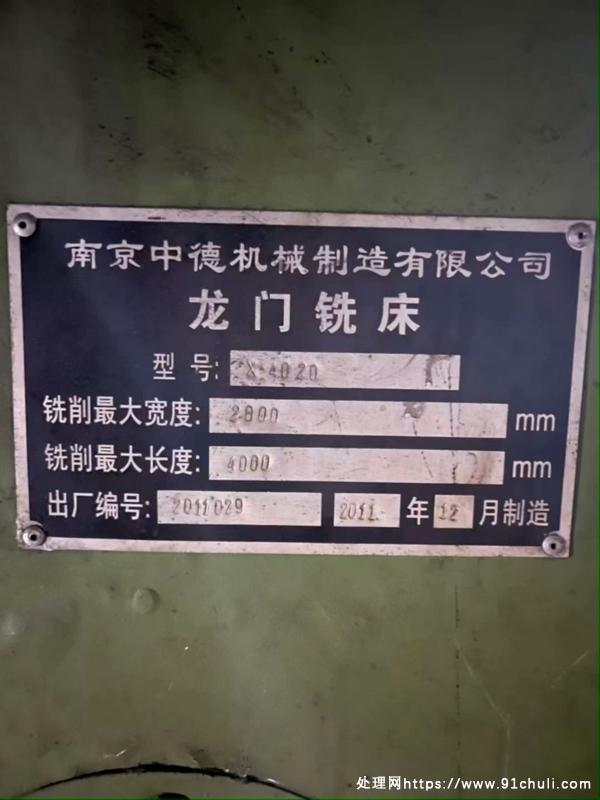 南京中德机械制造有限公司
龙门铣床
型号: X4020
铣削最大宽度: 2800 mm
铣削最大长度: 4000 mm
出厂编号: 2011029 2011 年 12 月制造
处理网https://www.91chuli.com